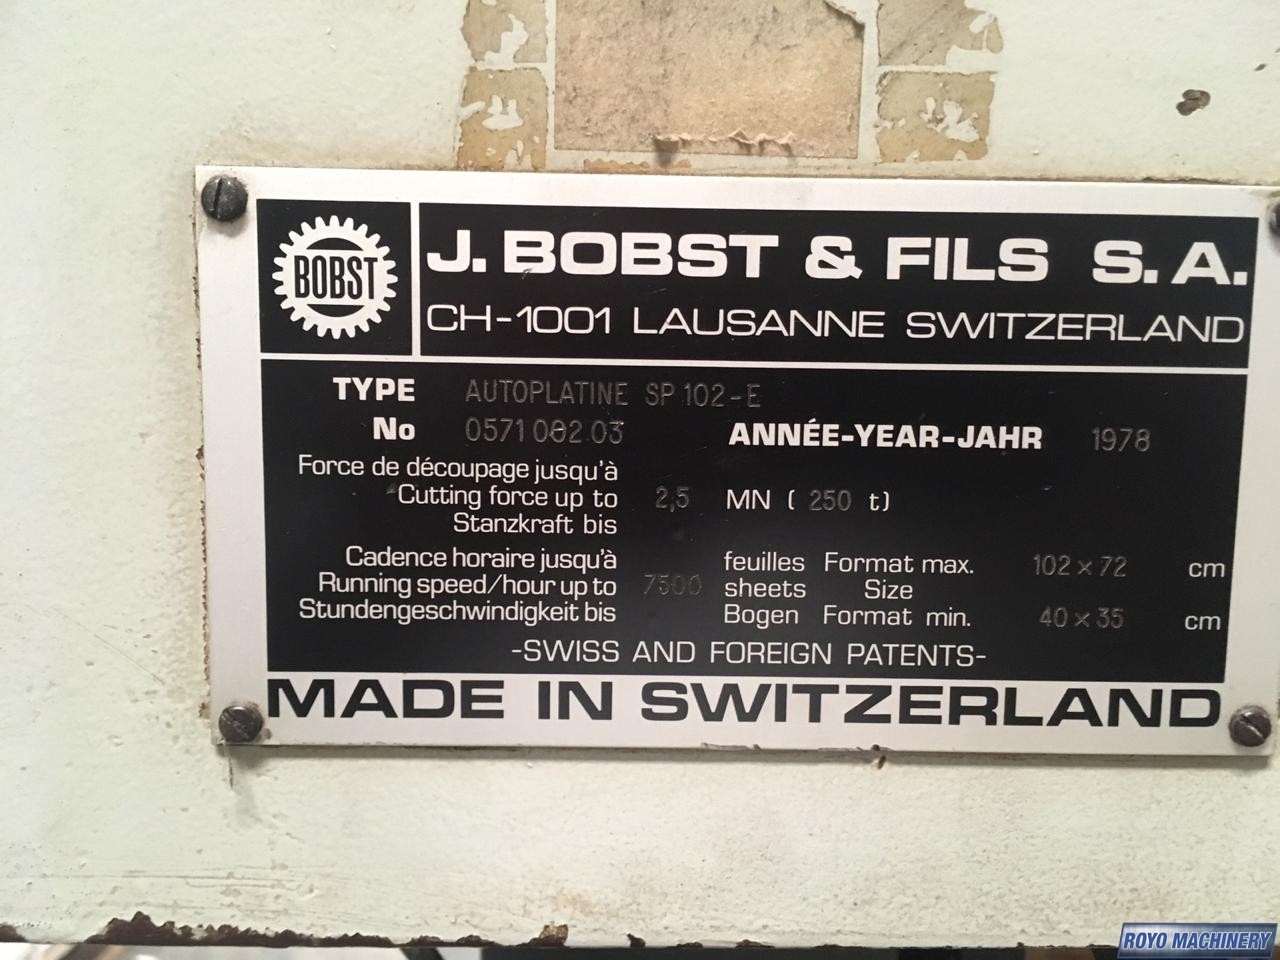 BOBST
J. BOBST & FILS S.A.
CH-1001 LAUSANNE SWITZERLAND
TYPE AUTOPLATINE SP 102-E
No 0571 002.03 ANNÉE-YEAR-JAHR 1978
Force de découpage jusqu'à
Cutting force up to 2,5 MN ( 250 t)
Stanzkraft bis
Cadence horaire jusqu'à feuilles Format max. 102 × 72 cm
Running speed/hour up to 7500 sheets Size
Stundengeschwindigkeit bis Bogen Format min. 40 × 35 cm
-SWISS AND FOREIGN PATENTS-
MADE IN SWITZERLAND
ROYO MACHINERY